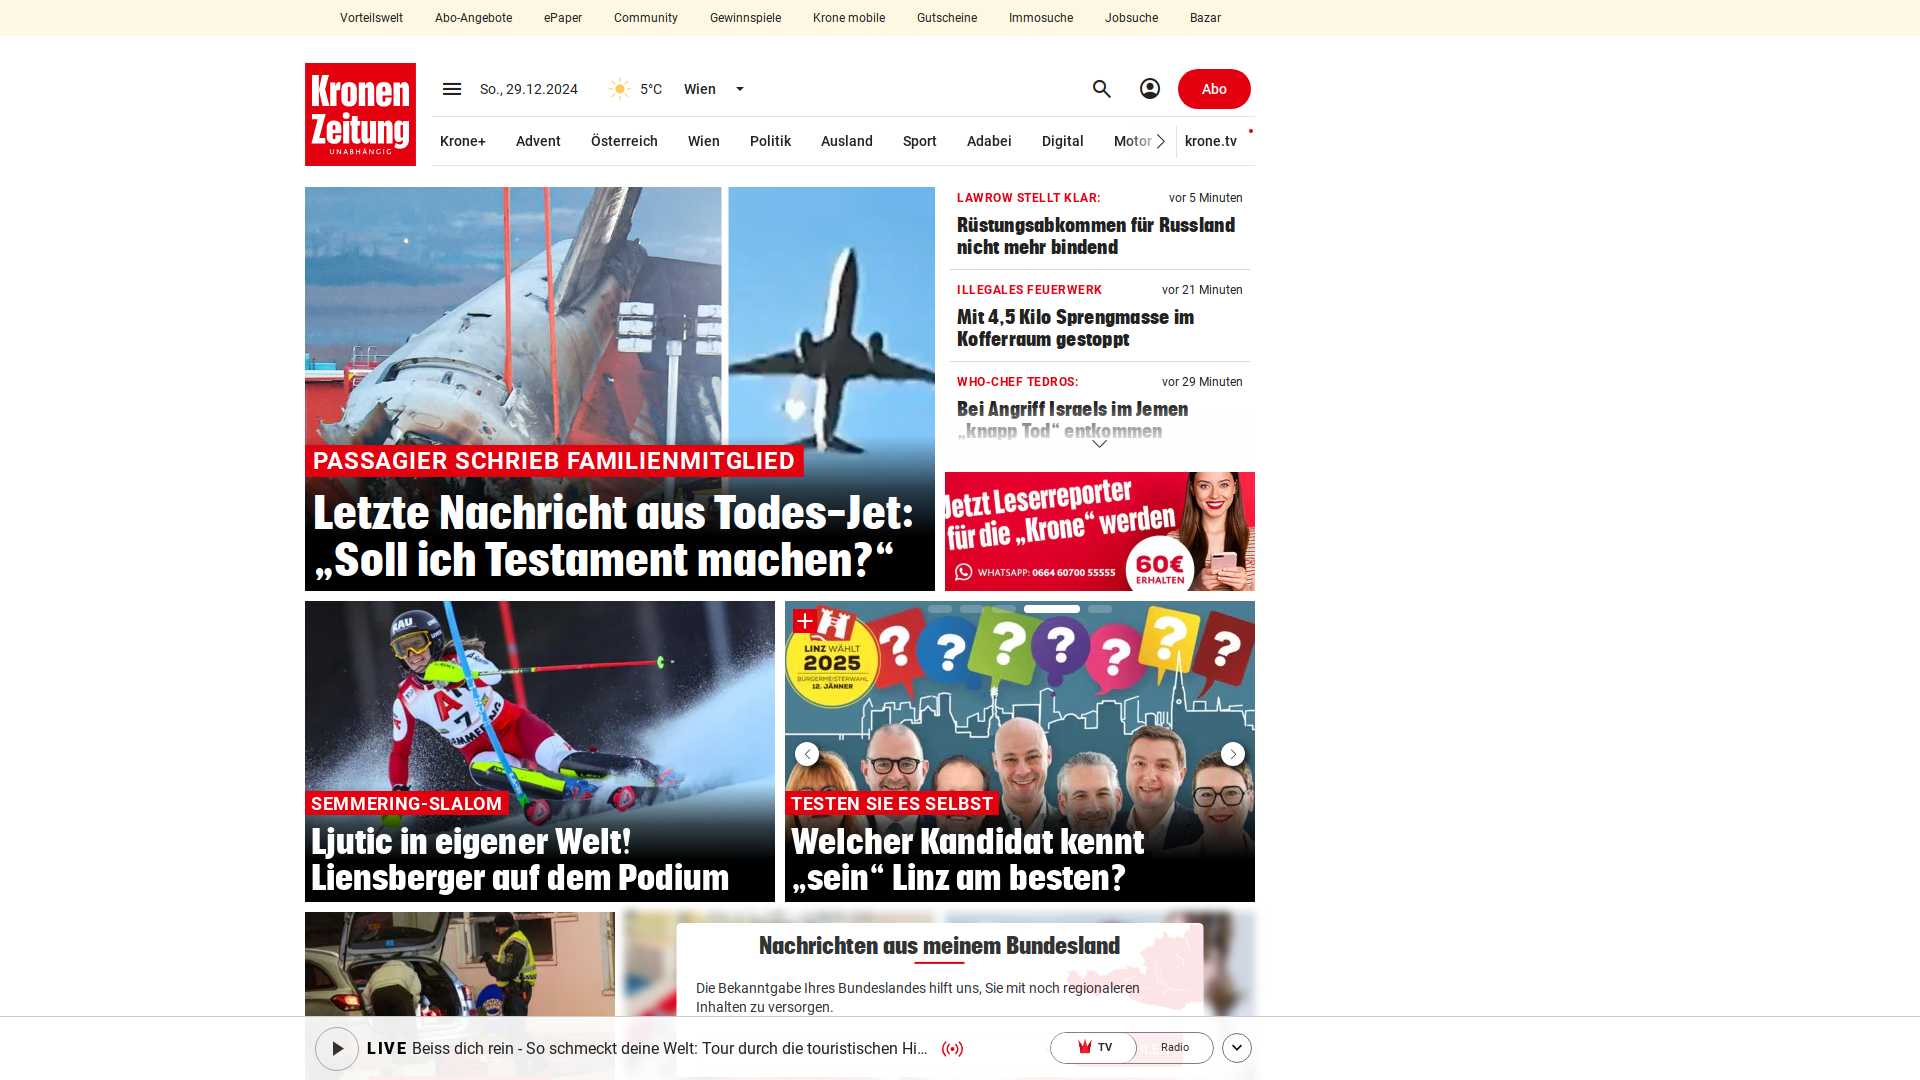 Vorteilswelt
Abo-Angebote
ePaper
Community
Gewinnspiele
Krone mobile
Gutscheine
Immosuche
Jobsuche
Bazar
Kronen
Zeitung
UNABHÄNGIG
So., 29.12.2024
5°C
Wien
Abo
Krone+
Advent
Österreich
Wien
Politik
Ausland
Sport
Adabei
Digital
Motor
krone.tv
PASSAGIER SCHRIEB FAMILIENMITGLIED
Letzte Nachricht aus Todes-Jet:
„Soll ich Testament machen?“
LAWROW STELLT KLAR:
vor 5 Minuten
Rüstungsabkommen für Russland
nicht mehr bindend
ILLEGALES FEUERWERK
vor 21 Minuten
Mit 4,5 Kilo Sprengmasse im
Kofferraum gestoppt
WHO-CHEF TEDROS:
vor 29 Minuten
Bei Angriff Israels im Jemen
„knapp Tod“ entkommen
Jetzt Leserreporter
für die „Krone“ werden
WHATSAPP: 0664 60700 55555
60€
ERHALTEN
RAU
A
7
SEMMERING-SLALOM
Ljutic in eigener Welt!
Liensberger auf dem Podium
LINZ WÄHLT
2025
BÜRGERMEISTERWAHL
12. JÄNNER
? ? ? ? ? ? ?
TESTEN SIE ES SELBST
Welcher Kandidat kennt
„sein“ Linz am besten?
Nachrichten aus meinem Bundesland
Die Bekanntgabe Ihres Bundeslandes hilft uns, Sie mit noch regionaleren
Inhalten zu versorgen.
LIVE Beiss dich rein - So schmeckt deine Welt: Tour durch die touristischen Hi...
TV
Radio